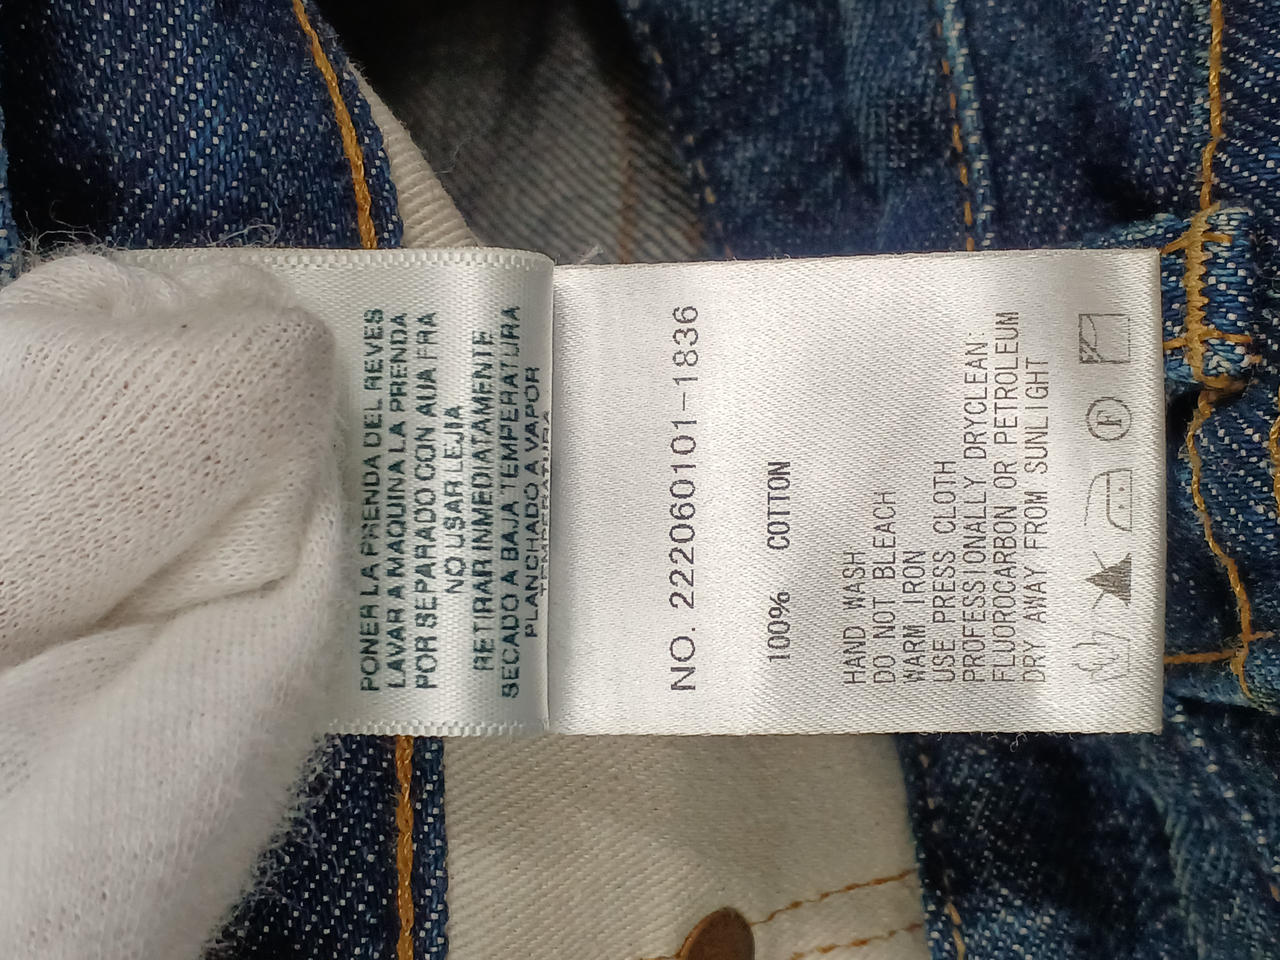 PONER LA PRENDA DEL REVES
LAVAR A MAQUINA LA PRENDA
POR SEPARADO CON AUA FRA
NO USAR LEJIA
RETIRAR INMEDIATAMENTE
SECADO A BAJA TEMPERATURA
PLANCHADO A VAPOR
TEMPERATURA
NO. 222060101-1836
100% COTTON
HAND WASH
DO NOT BLEACH
WARM IRON
USE PRESS CLOTH
PROFESSIONALLY DRYCLEAN:
FLUOROCARBON OR PETROLEUM
DRY AWAY FROM SUNLIGHT
F